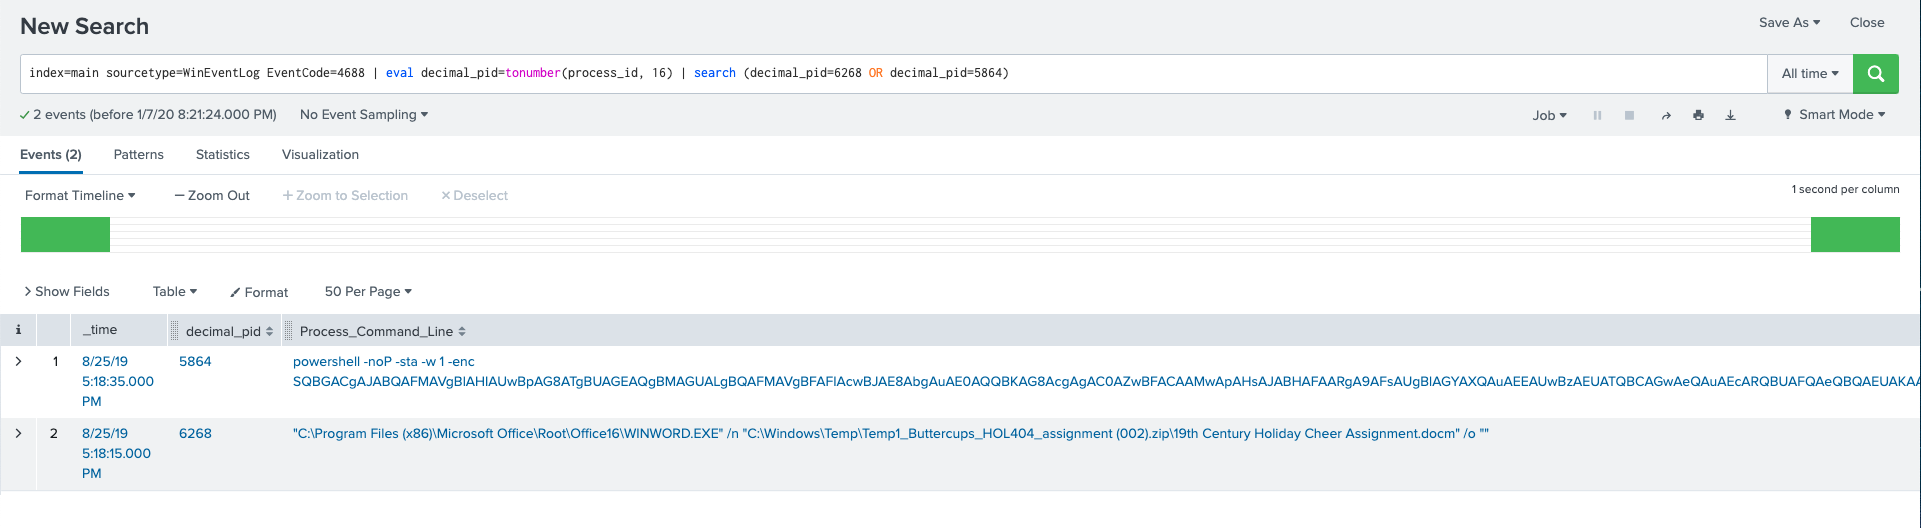 New Search
Save As
Close
index=main sourcetype=WinEventLog EventCode=4688 | eval decimal_pid=tonumber(process_id, 16) | search (decimal_pid=6268 OR decimal_pid=5864)
All time
2 events (before 1/7/20 8:21:24.000 PM)
No Event Sampling
Job
Smart Mode
Events (2)
Patterns
Statistics
Visualization
Format Timeline
– Zoom Out
+ Zoom to Selection
× Deselect
1 second per column
Show Fields
Table
Format
50 Per Page
i
_time
decimal_pid
Process_Command_Line
1
8/25/19
5:18:35.000
PM
5864
powershell -noP -sta -w 1 -enc
2
8/25/19
5:18:15.000
PM
6268
"C:\Program Files (x86)\Microsoft Office\Root\Office16\WINWORD.EXE" /n "C:\Windows\Temp\Temp1_Buttercups_HOL404_assignment (002).zip\19th Century Holiday Cheer Assignment.docm" /o ""